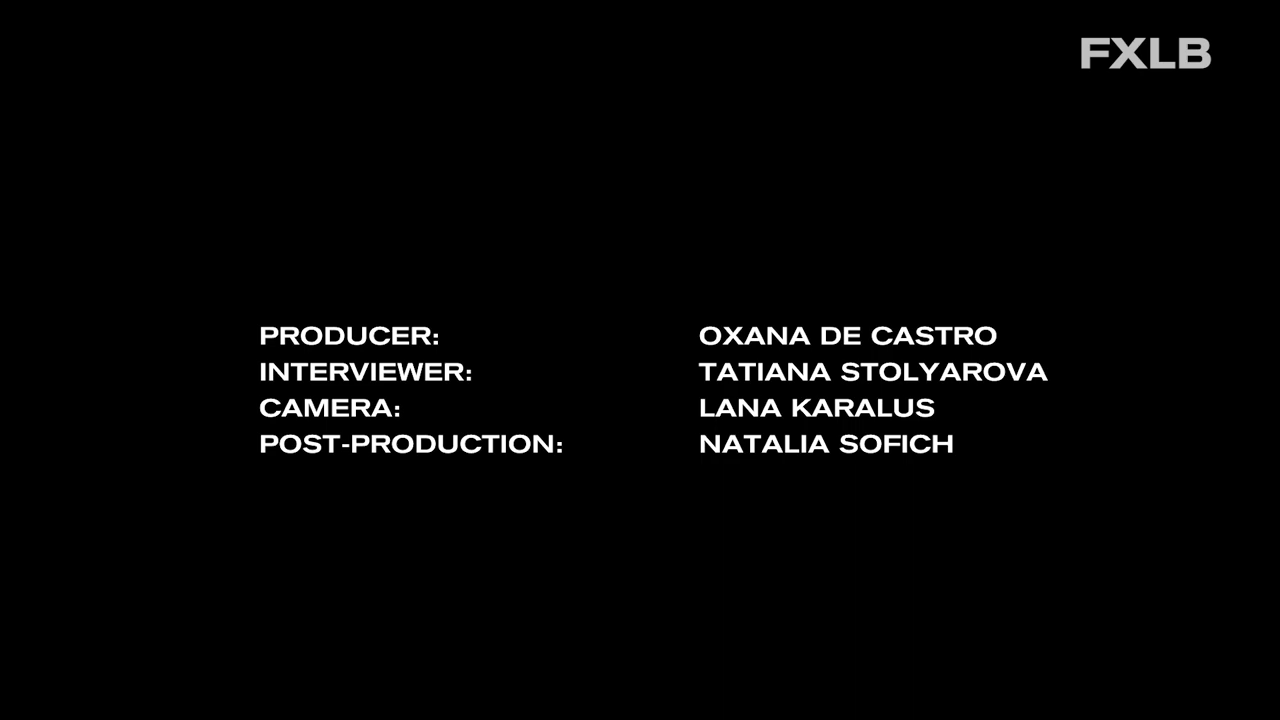 FXLB
PRODUCER: OXANA DE CASTRO
INTERVIEWER: TATIANA STOLYAROVA
CAMERA: LANA KARALUS
POST-PRODUCTION: NATALIA SOFICH